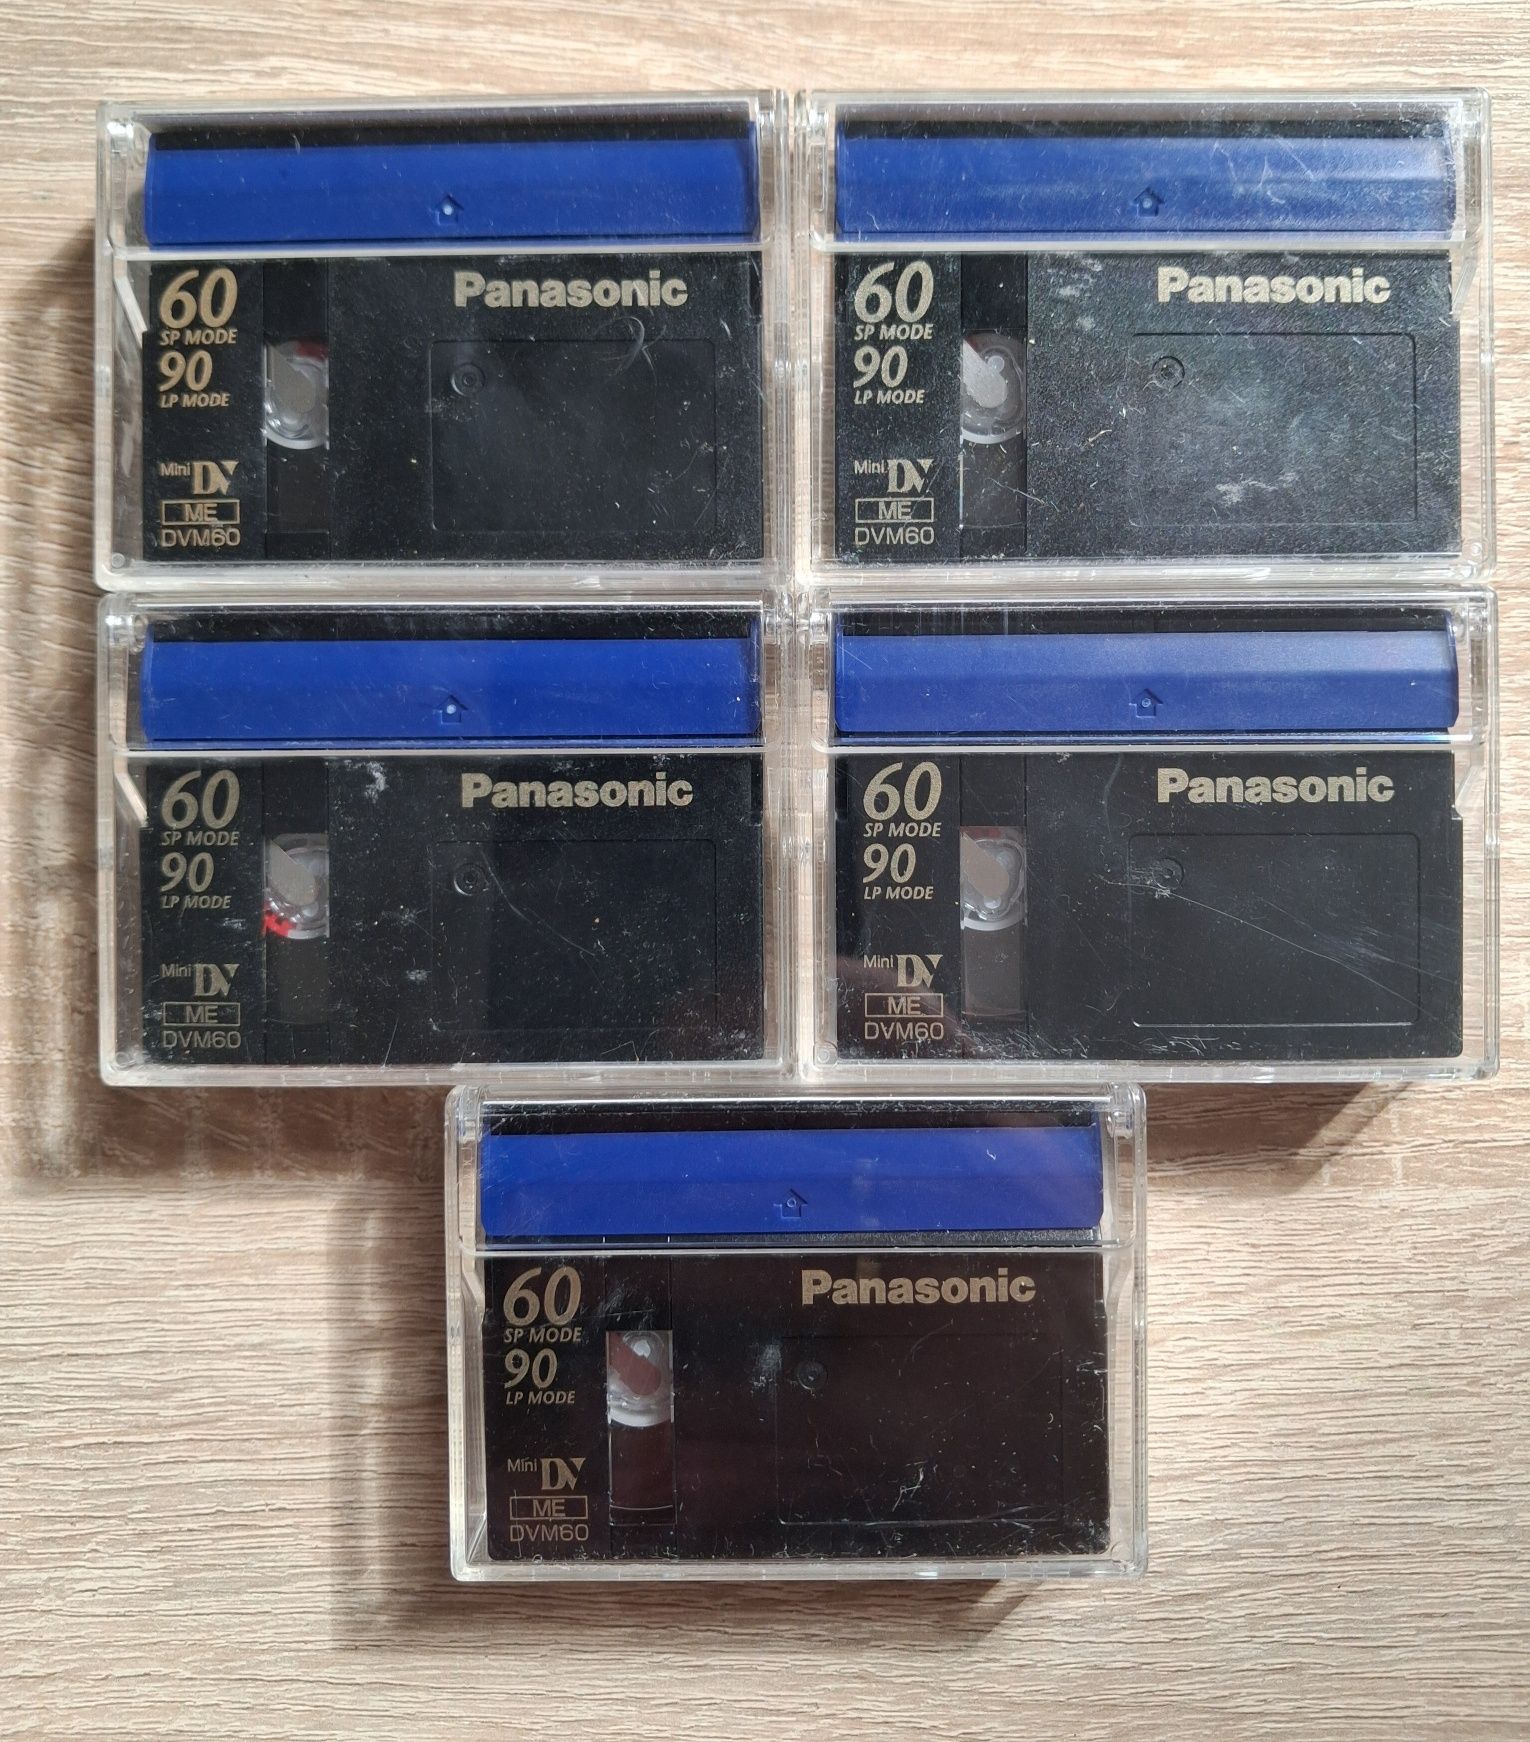 60
SP MODE
90
LP MODE
Panasonic
Mini DV
ME
DVM60
60
SP MODE
90
LP MODE
Panasonic
Mini DV
ME
DVM60
60
SP MODE
90
LP MODE
Panasonic
Mini DV
ME
DVM60
60
SP MODE
90
LP MODE
Panasonic
Mini DV
ME
DVM60
60
SP MODE
90
LP MODE
Panasonic
Mini DV
ME
DVM60